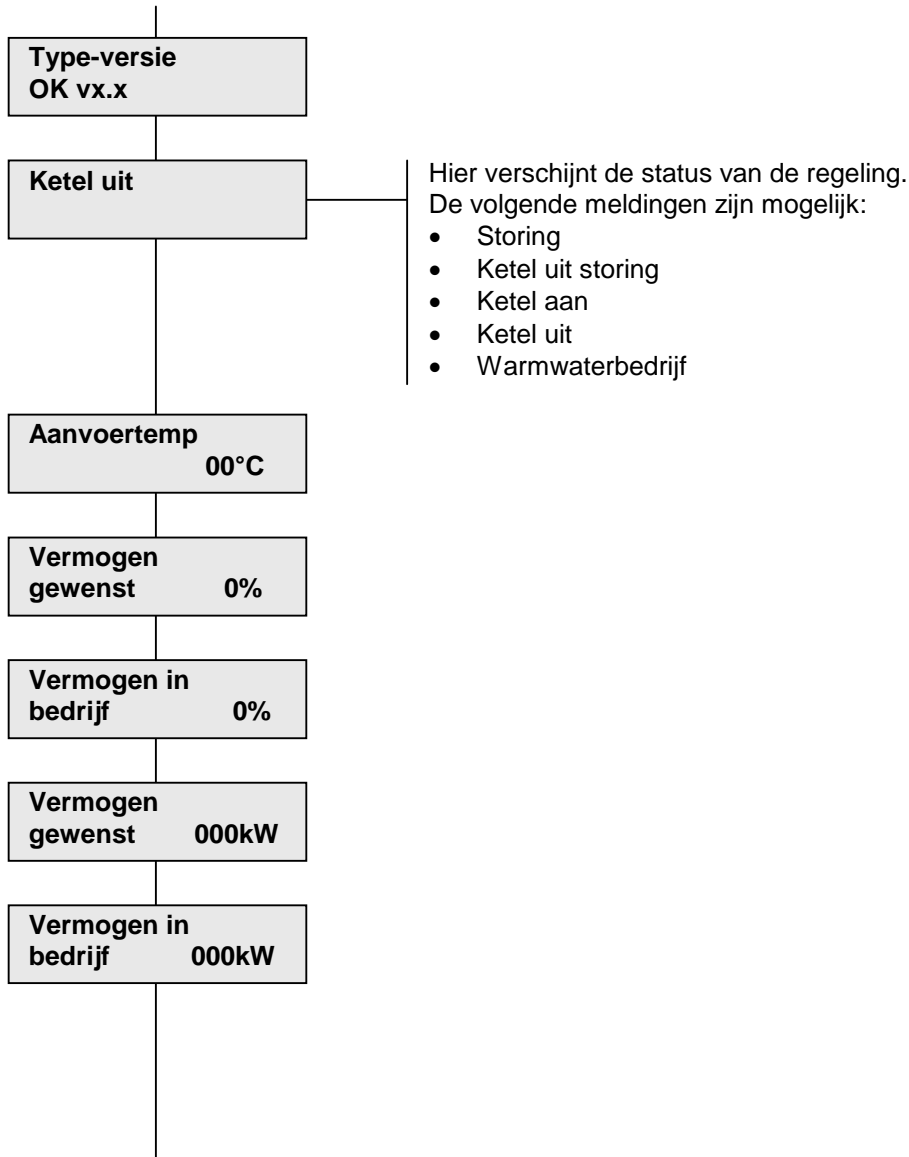 Type-versie
OK vx.x
Ketel uit
Hier verschijnt de status van de regeling.
De volgende meldingen zijn mogelijk:
• Storing
• Ketel uit storing
• Ketel aan
• Ketel uit
• Warmwaterbedrijf
Aanvoertemp
00°C
Vermogen
gewenst 0%
Vermogen in
bedrijf 0%
Vermogen
gewenst 000kW
Vermogen in
bedrijf 000kW